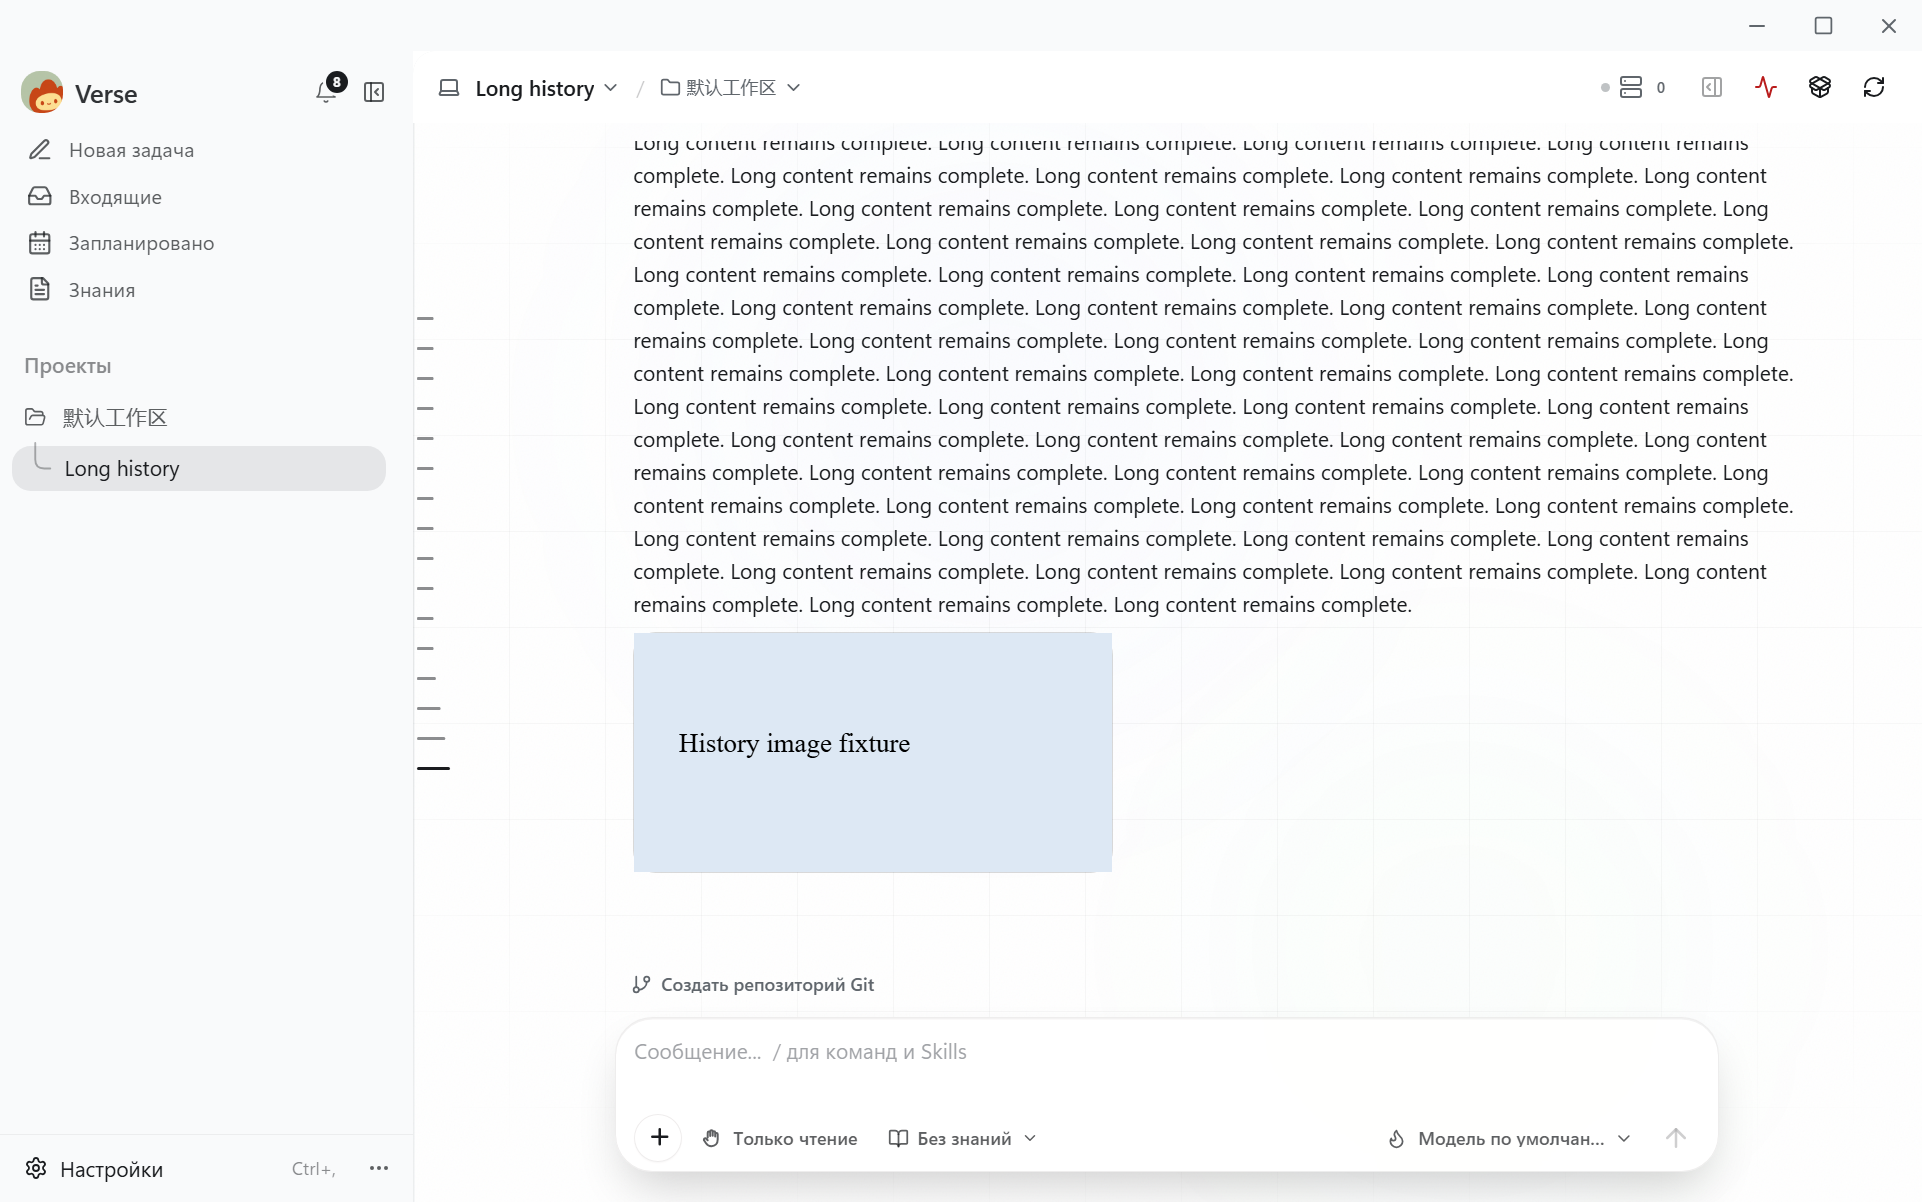 Verse
8
Новая задача
Входящие
Запланировано
Знания
Проекты
默认工作区
Long history
Настройки
Ctrl+,
Long history / 默认工作区
0
Long content remains complete. Long content remains complete. Long content remains complete. Long content remains
complete. Long content remains complete. Long content remains complete. Long content remains complete. Long content
remains complete. Long content remains complete. Long content remains complete. Long content remains complete. Long
content remains complete. Long content remains complete. Long content remains complete. Long content remains complete.
Long content remains complete. Long content remains complete. Long content remains complete. Long content remains
complete. Long content remains complete. Long content remains complete. Long content remains complete. Long content
remains complete. Long content remains complete. Long content remains complete. Long content remains complete. Long
content remains complete. Long content remains complete. Long content remains complete. Long content remains complete.
Long content remains complete. Long content remains complete. Long content remains complete. Long content remains
complete. Long content remains complete. Long content remains complete. Long content remains complete. Long content
remains complete. Long content remains complete. Long content remains complete. Long content remains complete. Long
content remains complete. Long content remains complete. Long content remains complete. Long content remains complete.
Long content remains complete. Long content remains complete. Long content remains complete. Long content remains
complete. Long content remains complete. Long content remains complete. Long content remains complete. Long content
remains complete. Long content remains complete. Long content remains complete.
History image fixture
Создать репозиторий Git
Сообщение... / для команд и Skills
Только чтение
Без знаний
Модель по умолчан...